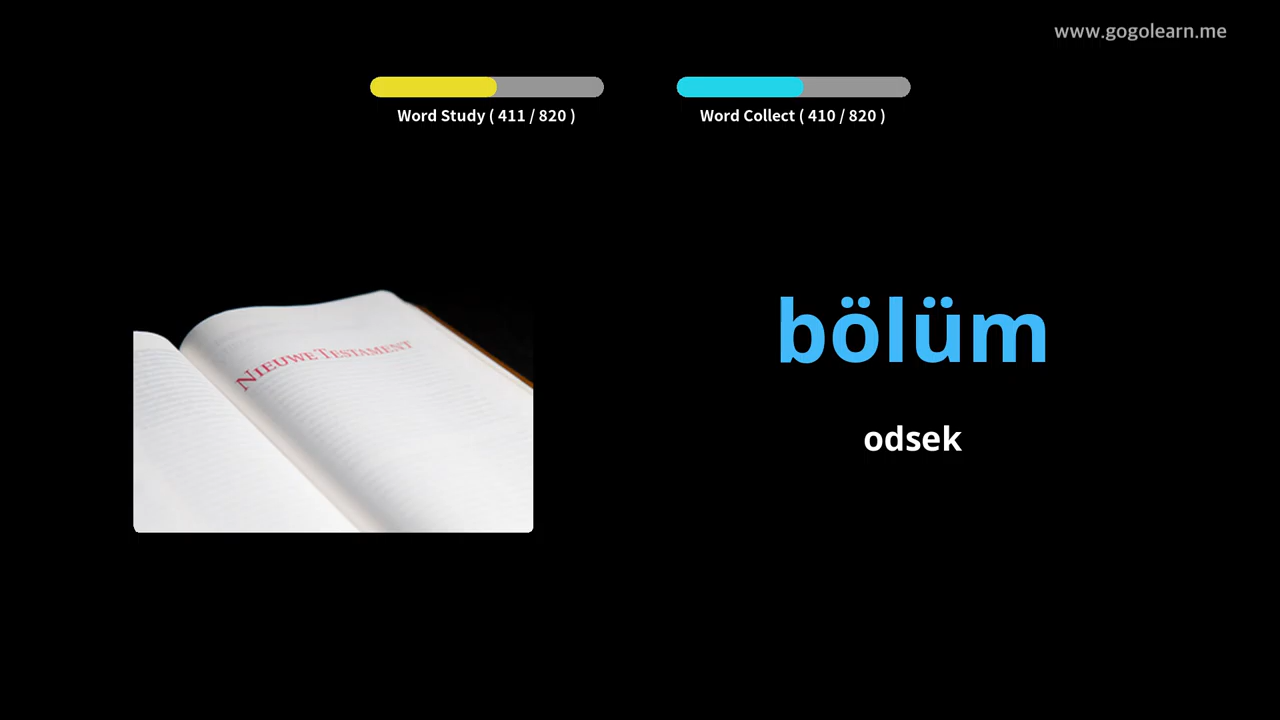 www.gogolearn.me
Word Study ( 411 / 820 )
Word Collect ( 410 / 820 )
NIEUWE TESTAMENT
bölüm
odsek